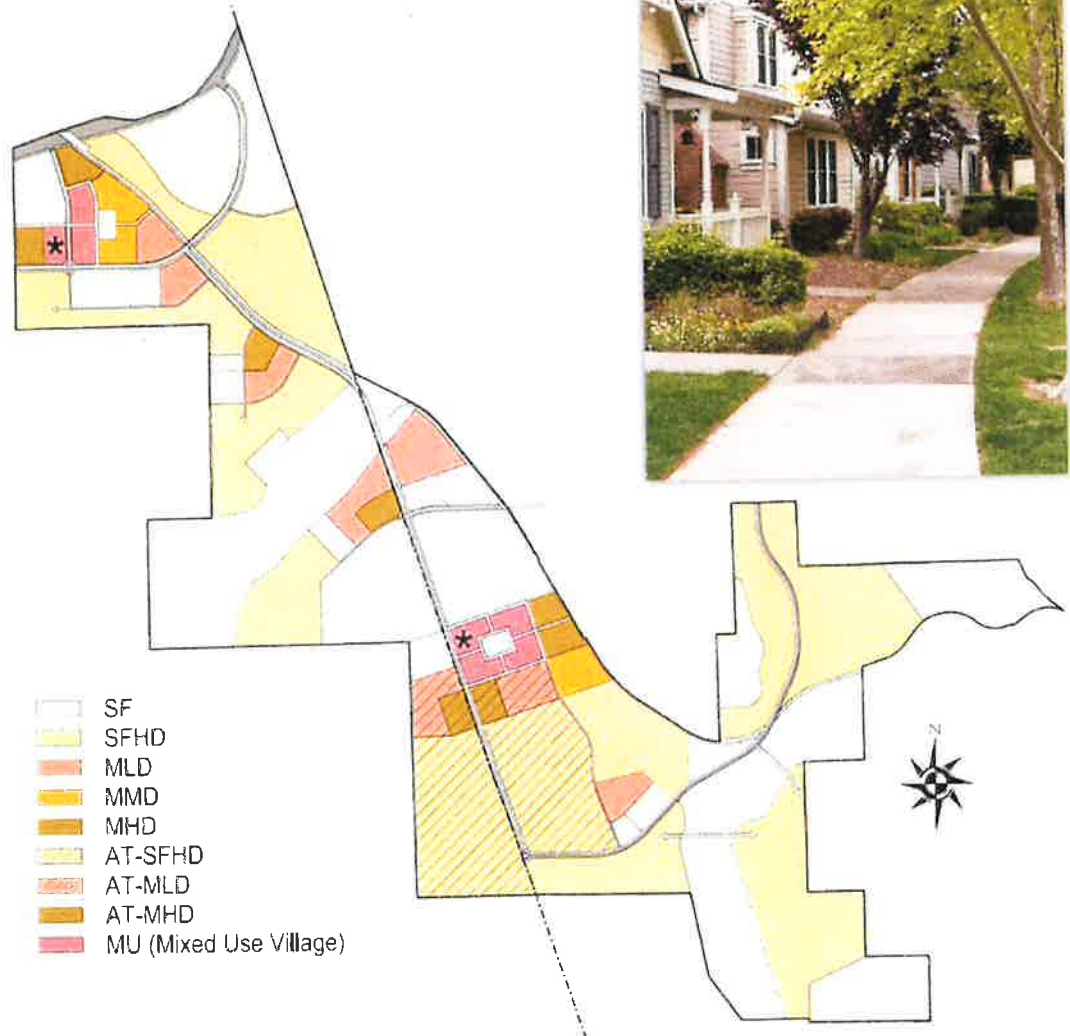 SF
SFHD
MLD
MMD
MHD
AT-SFHD
AT-MLD
AT-MHD
MU (Mixed Use Village)
N